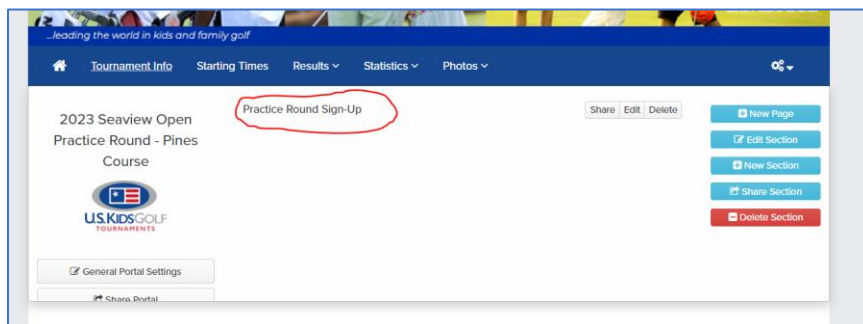 ...leading the world in kids and family golf
Tournament Info Starting Times Results Statistics Photos
Practice Round Sign-Up
Share Edit Delete
2023 Seaview Open
Practice Round - Pines
Course
U.S.KIDSGOLF
TOURNAMENTS
New Page
Edit Section
New Section
Share Section
Delete Section
General Portal Settings
Share Portal